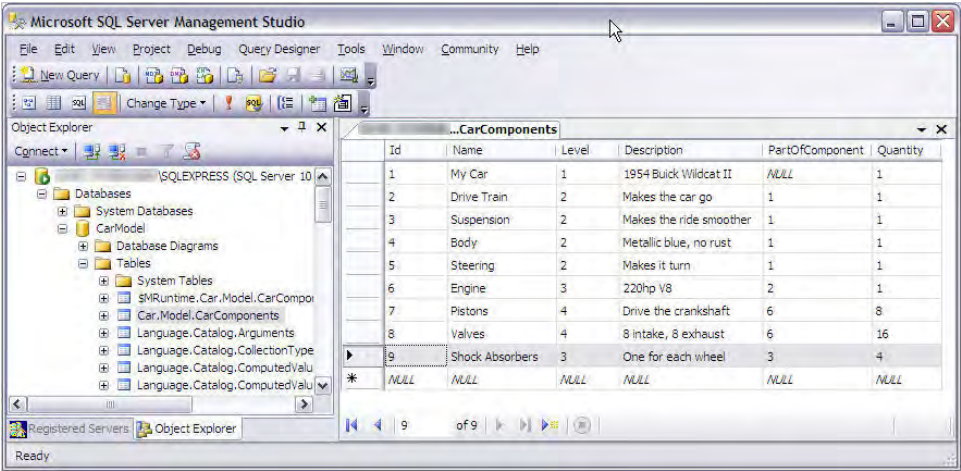 Microsoft SQL Server Management Studio
File Edit View Project Debug Query Designer Tools Window Community Help
New Query
SQL Change Type SQL
Object Explorer
Connect
\SQLEXPRESS (SQL Server 10
Databases
System Databases
CarModel
Database Diagrams
Tables
System Tables
$MRuntime.Car.Model.CarCompo
Car.Model.CarComponents
Language.Catalog.Arguments
Language.Catalog.CollectionType
Language.Catalog.ComputedValu
Language.Catalog.ComputedValu
Registered Servers Object Explorer
...CarComponents
Id Name Level Description PartOfComponent Quantity
1 My Car 1 1954 Buick Wildcat II NULL 1
2 Drive Train 2 Makes the car go 1 1
3 Suspension 2 Makes the ride smoother 1 1
4 Body 2 Metallic blue, no rust 1 1
5 Steering 2 Makes it turn 1 1
6 Engine 3 220hp V8 2 1
7 Pistons 4 Drive the crankshaft 6 8
8 Valves 4 8 intake, 8 exhaust 6 16
9 Shock Absorbers 3 One for each wheel 3 4
NULL NULL NULL NULL NULL NULL
9 of 9
Ready